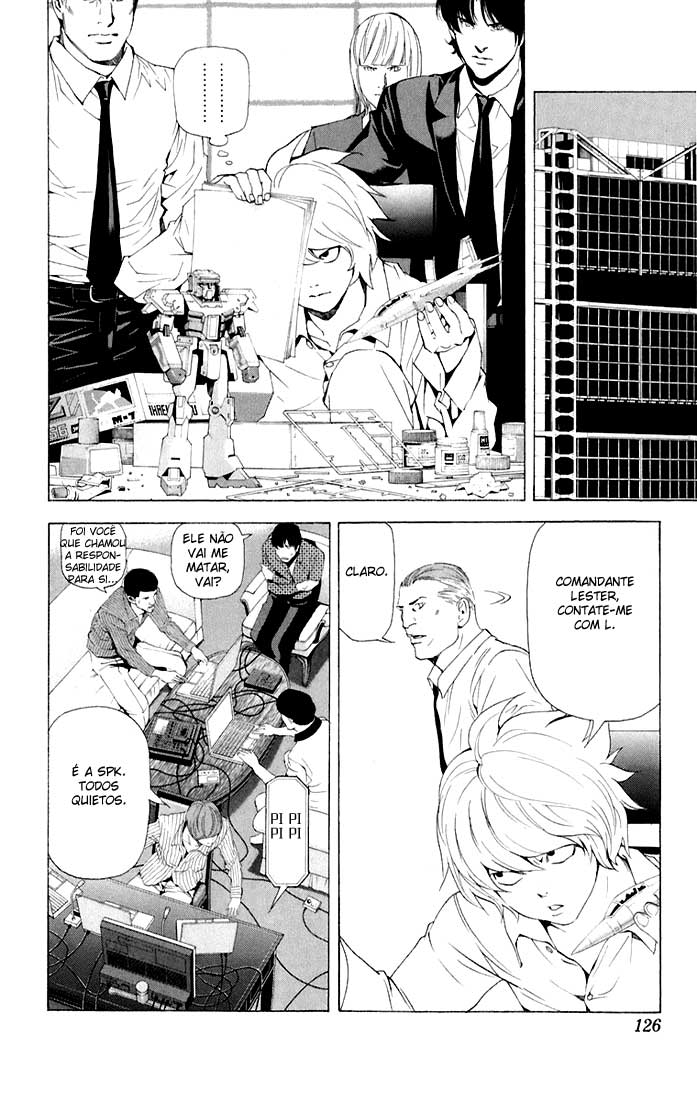 COMANDANTE
LESTER,
CONTATE-ME
COM L.
CLARO.
ELE NÃO
VAI ME
MATAR,
VAI?
FOI VOCÊ
QUE CHAMOU
A RESPON-
SABILIDADE
PARA SI...
PI PI
PI PI
É A SPK.
TODOS
QUIETOS.
126